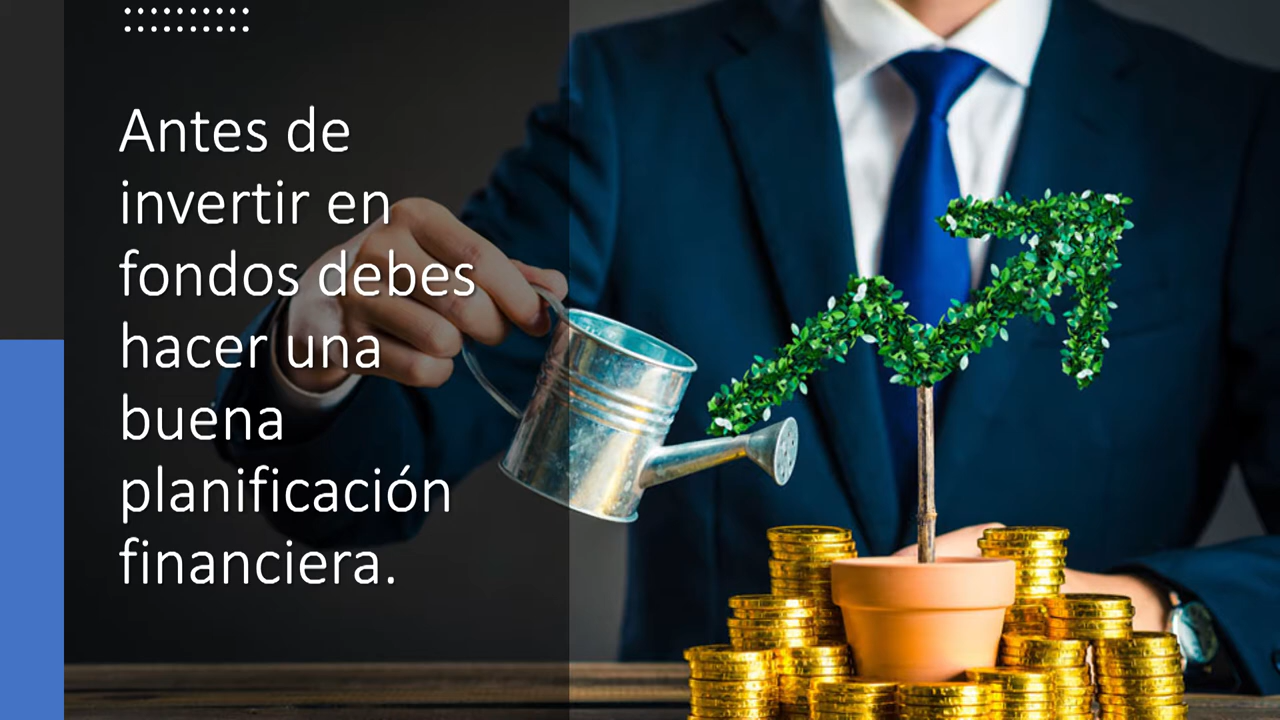 Antes de
invertir en
fondos debes
hacer una
buena
planificación
financiera.